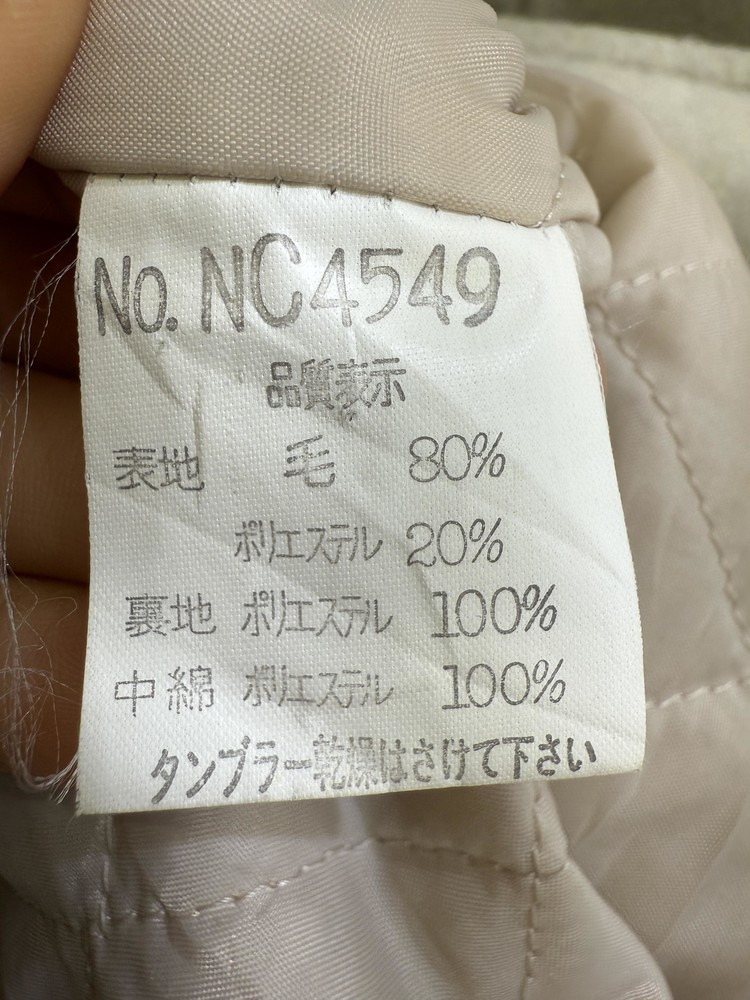 No. NC4549
品質表示
表地 毛 80%
ポリエステル 20%
裏地 ポリエステル 100%
中綿 ポリエステル 100%
タンブラー乾燥はさけて下さい